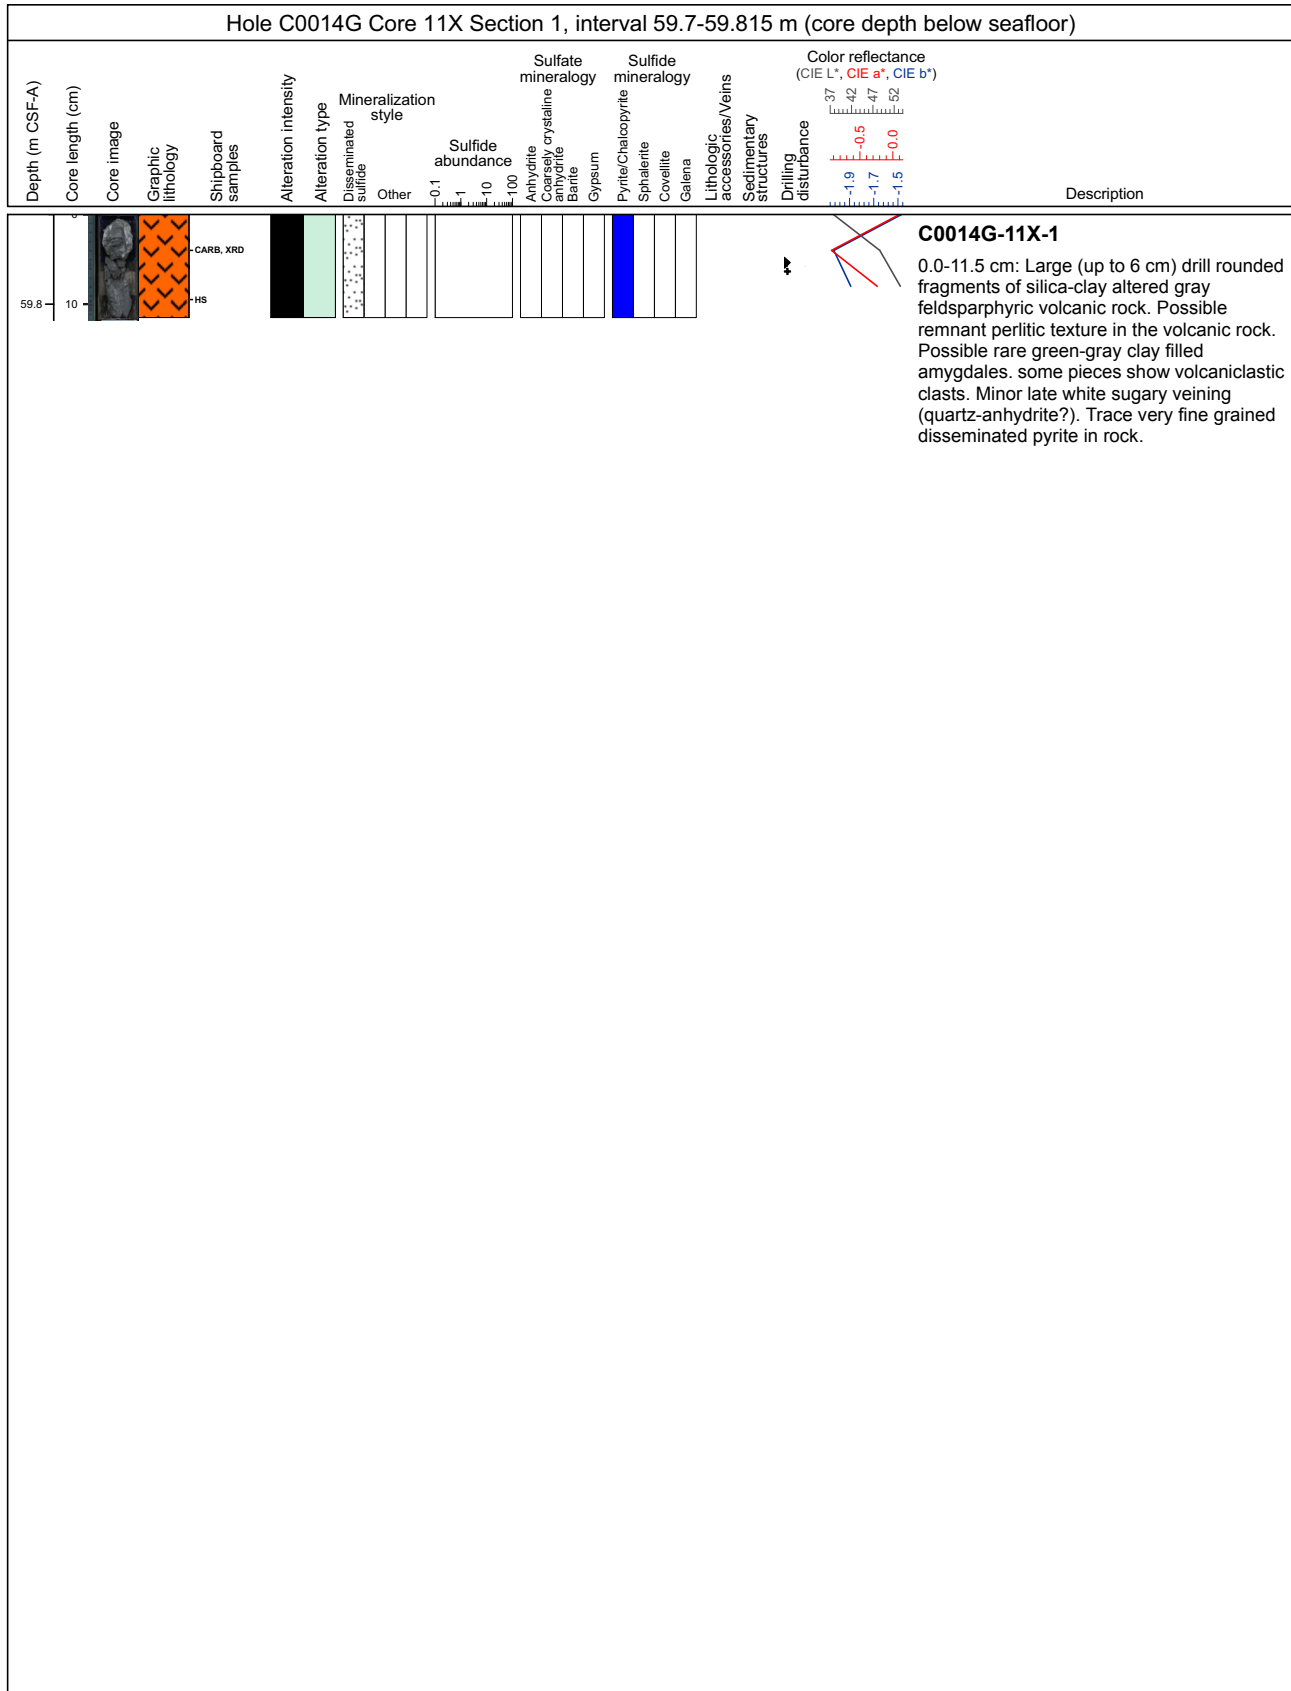 Hole C0014G Core 11X Section 1, interval 59.7-59.815 m (core depth below seafloor)
Depth (m CSF-A)
Core length (cm)
Core image
Graphic
lithology
Shipboard
samples
Alteration intensity
Alteration type
Mineralization
style
Disseminated
sulfide
Other
Sulfide
abundance
0.1
1
10
100
Sulfate
mineralogy
Anhydrite
Coarsely crystaline
anhydrite
Barite
Gypsum
Sulfide
mineralogy
Pyrite/Chalcopyrite
Sphalerite
Covellite
Galena
Lithologic
accessories/Veins
Sedimentary
structures
Drilling
disturbance
Color reflectance
(CIE L*, CIE a*, CIE b*)
37
42
47
52
-0.5
0.0
-1.9
-1.7
-1.5
Description
0
CARB, XRD
HS
59.8
10
C0014G-11X-1
0.0-11.5 cm: Large (up to 6 cm) drill rounded
fragments of silica-clay altered gray
feldsparphyric volcanic rock. Possible
remnant perlitic texture in the volcanic rock.
Possible rare green-gray clay filled
amygdales. some pieces show volcaniclastic
clasts. Minor late white sugary veining
(quartz-anhydrite?). Trace very fine grained
disseminated pyrite in rock.